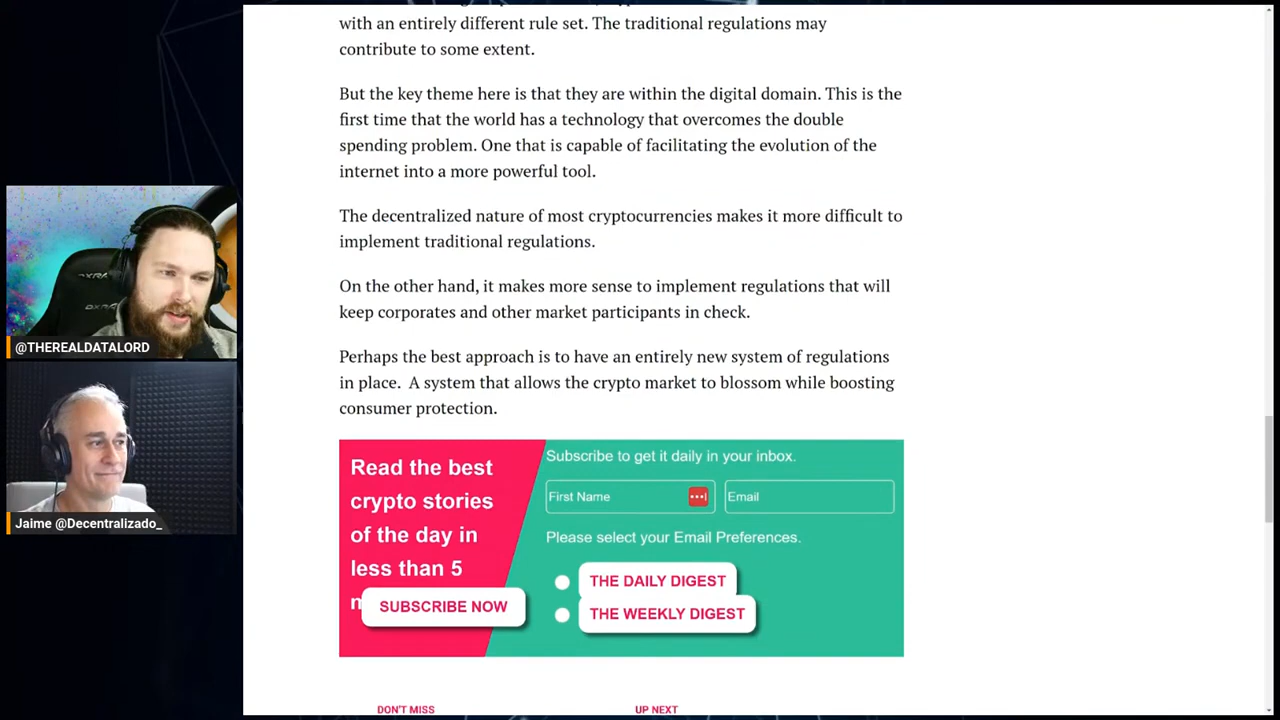 with an entirely different rule set. The traditional regulations may
contribute to some extent.
But the key theme here is that they are within the digital domain. This is the
first time that the world has a technology that overcomes the double
spending problem. One that is capable of facilitating the evolution of the
internet into a more powerful tool.
The decentralized nature of most cryptocurrencies makes it more difficult to
implement traditional regulations.
On the other hand, it makes more sense to implement regulations that will
keep corporates and other market participants in check.
Perhaps the best approach is to have an entirely new system of regulations
in place. A system that allows the crypto market to blossom while boosting
consumer protection.
@THEREALDATALORD
Jaime @Decentralizado_
Read the best
crypto stories
of the day in
less than 5
SUBSCRIBE NOW
Subscribe to get it daily in your inbox.
First Name
Email
Please select your Email Preferences.
THE DAILY DIGEST
THE WEEKLY DIGEST
DON'T MISS
UP NEXT